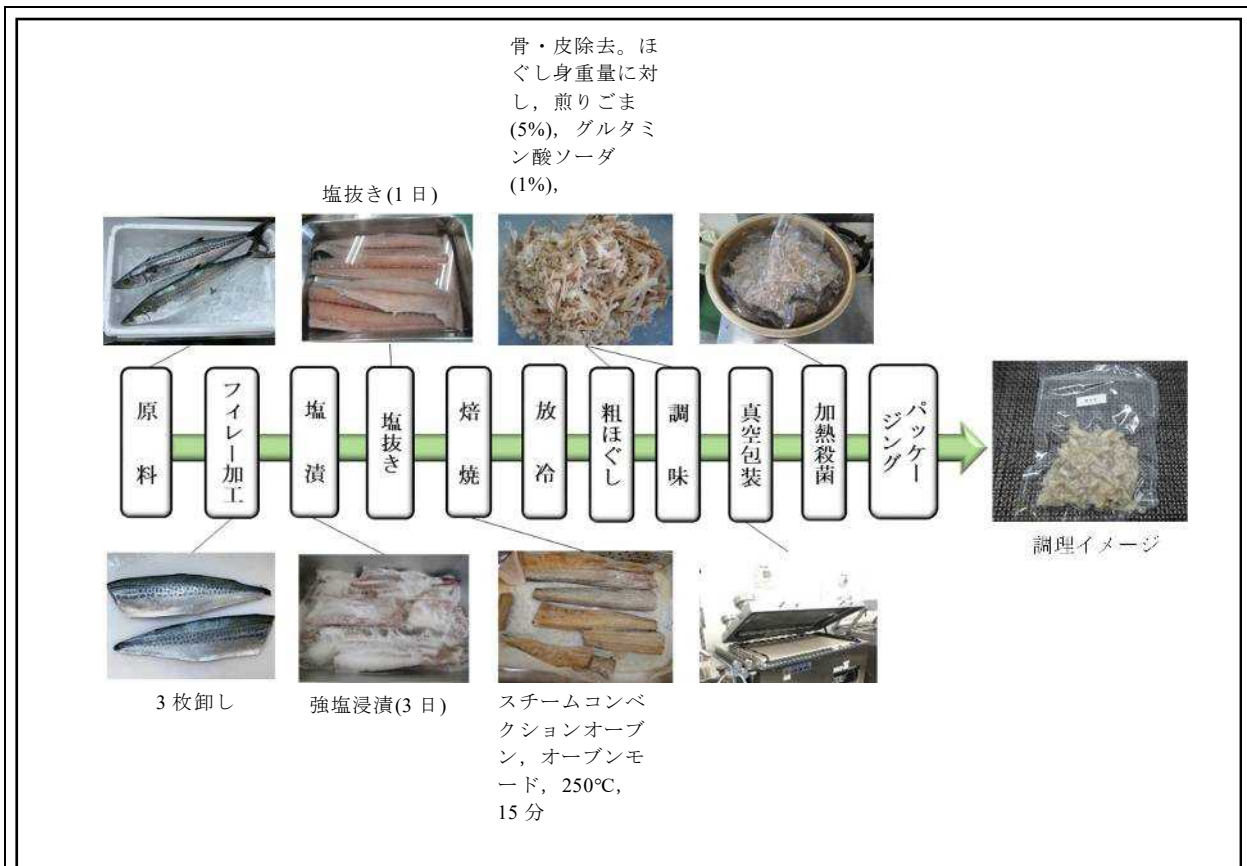 骨・皮除去。ほ
ぐし身重量に対
し，煎りごま
(5%)，グルタミ
ン酸ソーダ
(1%)，
塩抜き(1 日)
原料
フィレー加工
塩漬
塩抜き
焙焼
放冷
粗ほぐし
調味
真空包装
加熱殺菌
パッケー
ジング
調理イメージ
3 枚卸し
強塩浸漬(3 日)
スチームコンベ
クションオーブ
ン，オーブンモ
ード，250℃，
15 分